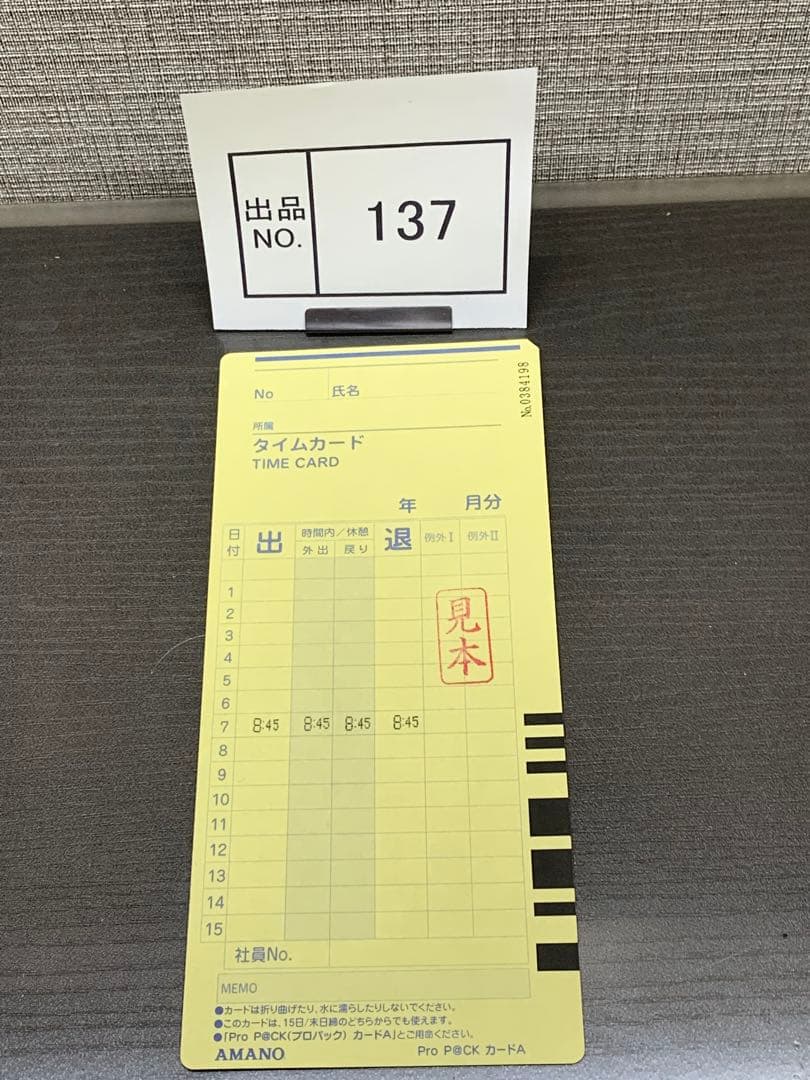 出品
NO.
137
No.0384198
No 氏名
所属
タイムカード
TIME CARD
年 月分
日付 出 時間内/休憩 退 例外Ⅰ 例外Ⅱ
外出 戻り
1
2
見本
3
4
5
6
7 8:45 8:45 8:45 8:45
8
9
10
11
12
13
14
15
社員No.
MEMO
●カードは折り曲げたり、水に濡らしたりしないでください。
●このカードは、15日/末日締のどちらからでも使えます。
●「Pro P@CK(プロパック) カードA」とご用命ください。
AMANO Pro P@CK カードA